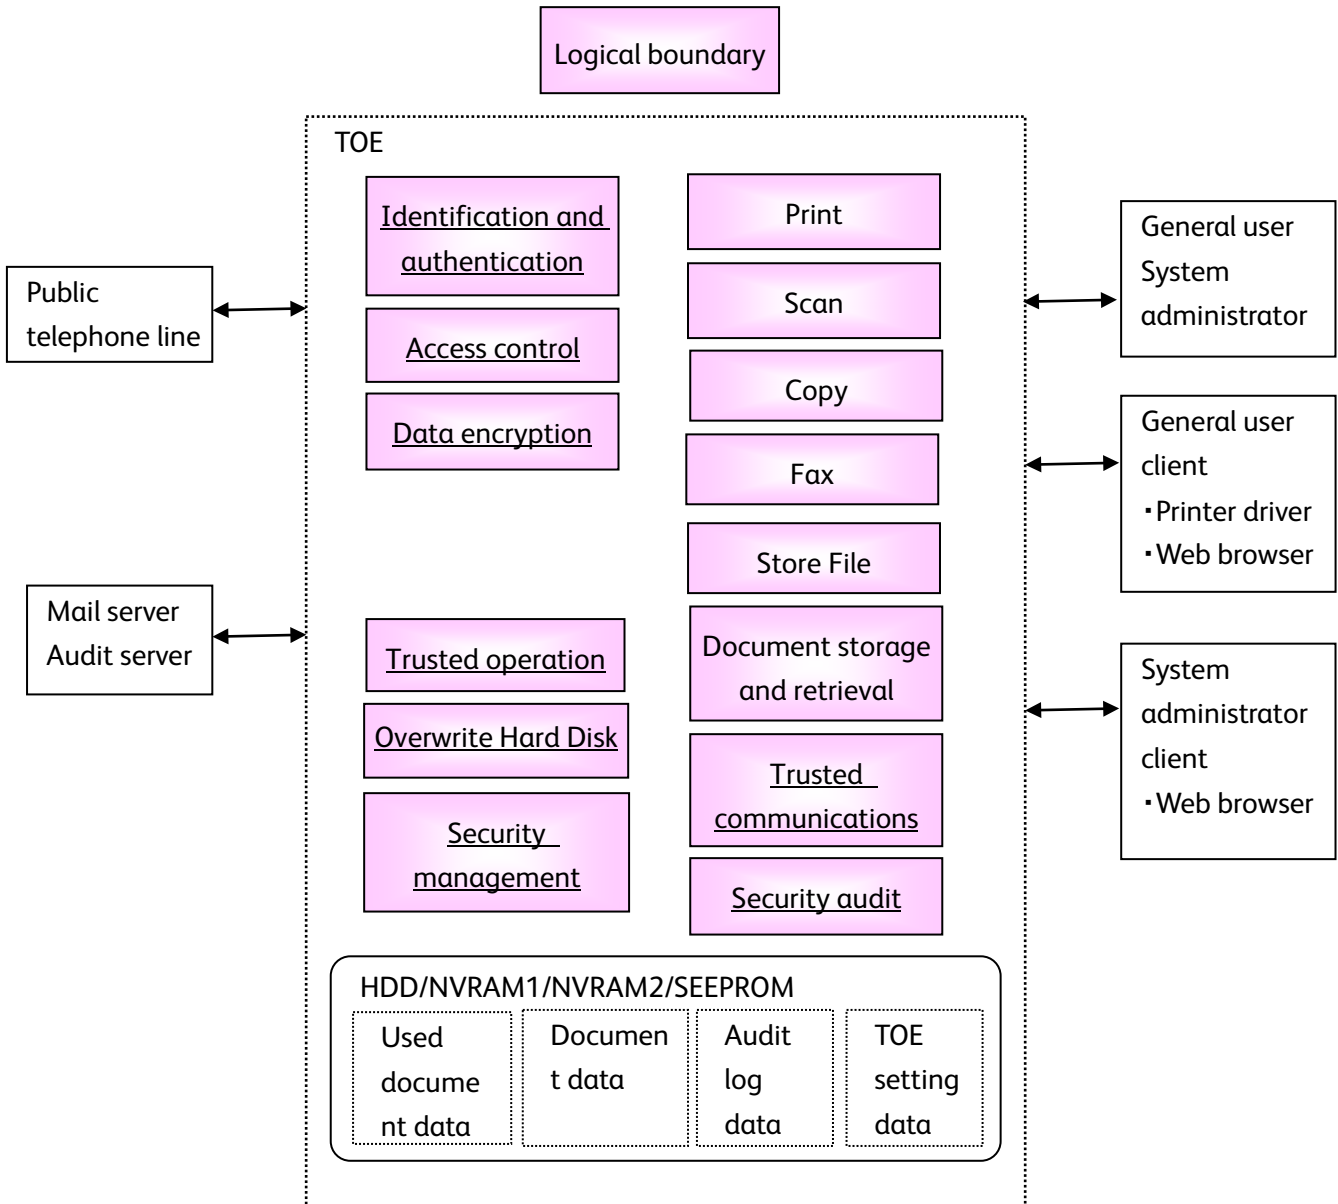 Logical boundary
TOE
Identification and
authentication
Access control
Data encryption
Trusted operation
Overwrite Hard Disk
Security
management
Print
Scan
Copy
Fax
Store File
Document storage
and retrieval
Trusted
communications
Security audit
Public
telephone line
Mail server
Audit server
General user
System
administrator
General user
client
・Printer driver
・Web browser
System
administrator
client
・Web browser
HDD/NVRAM1/NVRAM2/SEEPROM
Used
docume
nt data
Documen
t data
Audit
log
data
TOE
setting
data